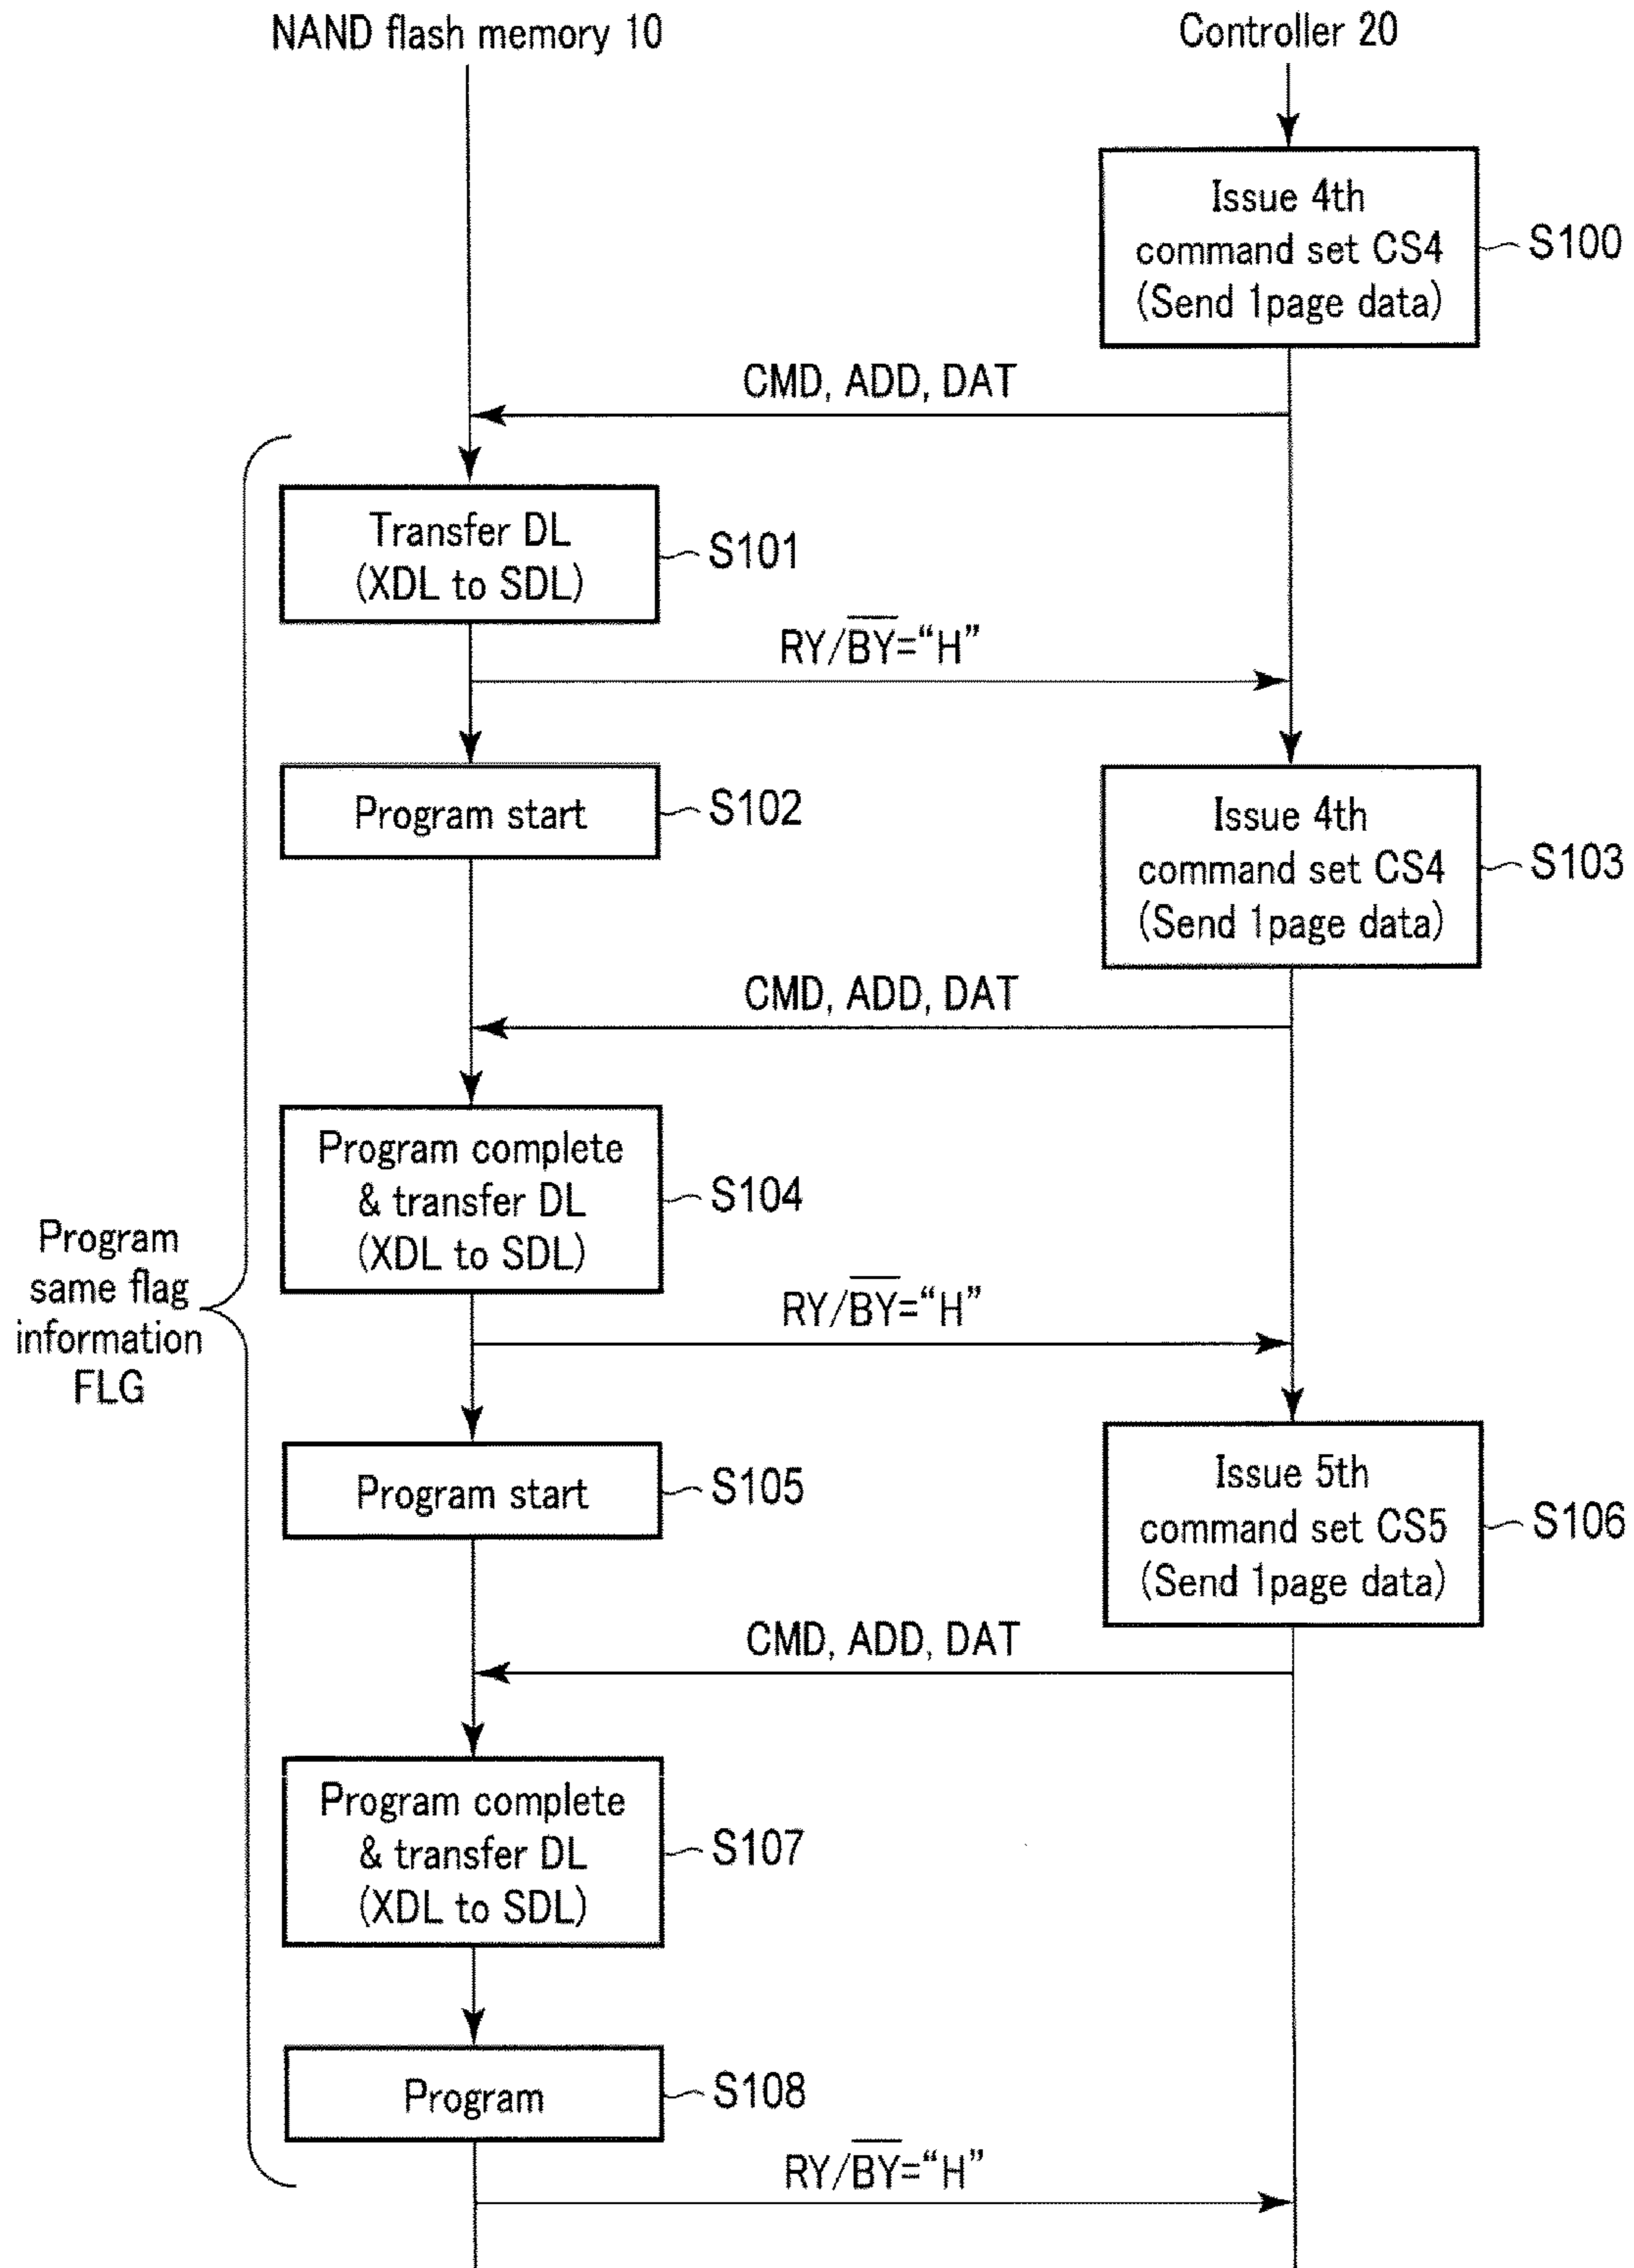 NAND flash memory 10
Controller 20
Issue 4th
command set CS4
(Send 1page data)
S100
CMD, ADD, DAT
Transfer DL
(XDL to SDL)
S101
RY/B̅Y̅="H"
Program start
S102
Issue 4th
command set CS4
(Send 1page data)
S103
CMD, ADD, DAT
Program complete
& transfer DL
(XDL to SDL)
S104
Program
same flag
information
FLG
RY/B̅Y̅="H"
Program start
S105
Issue 5th
command set CS5
(Send 1page data)
S106
CMD, ADD, DAT
Program complete
& transfer DL
(XDL to SDL)
S107
Program
S108
RY/B̅Y̅="H"